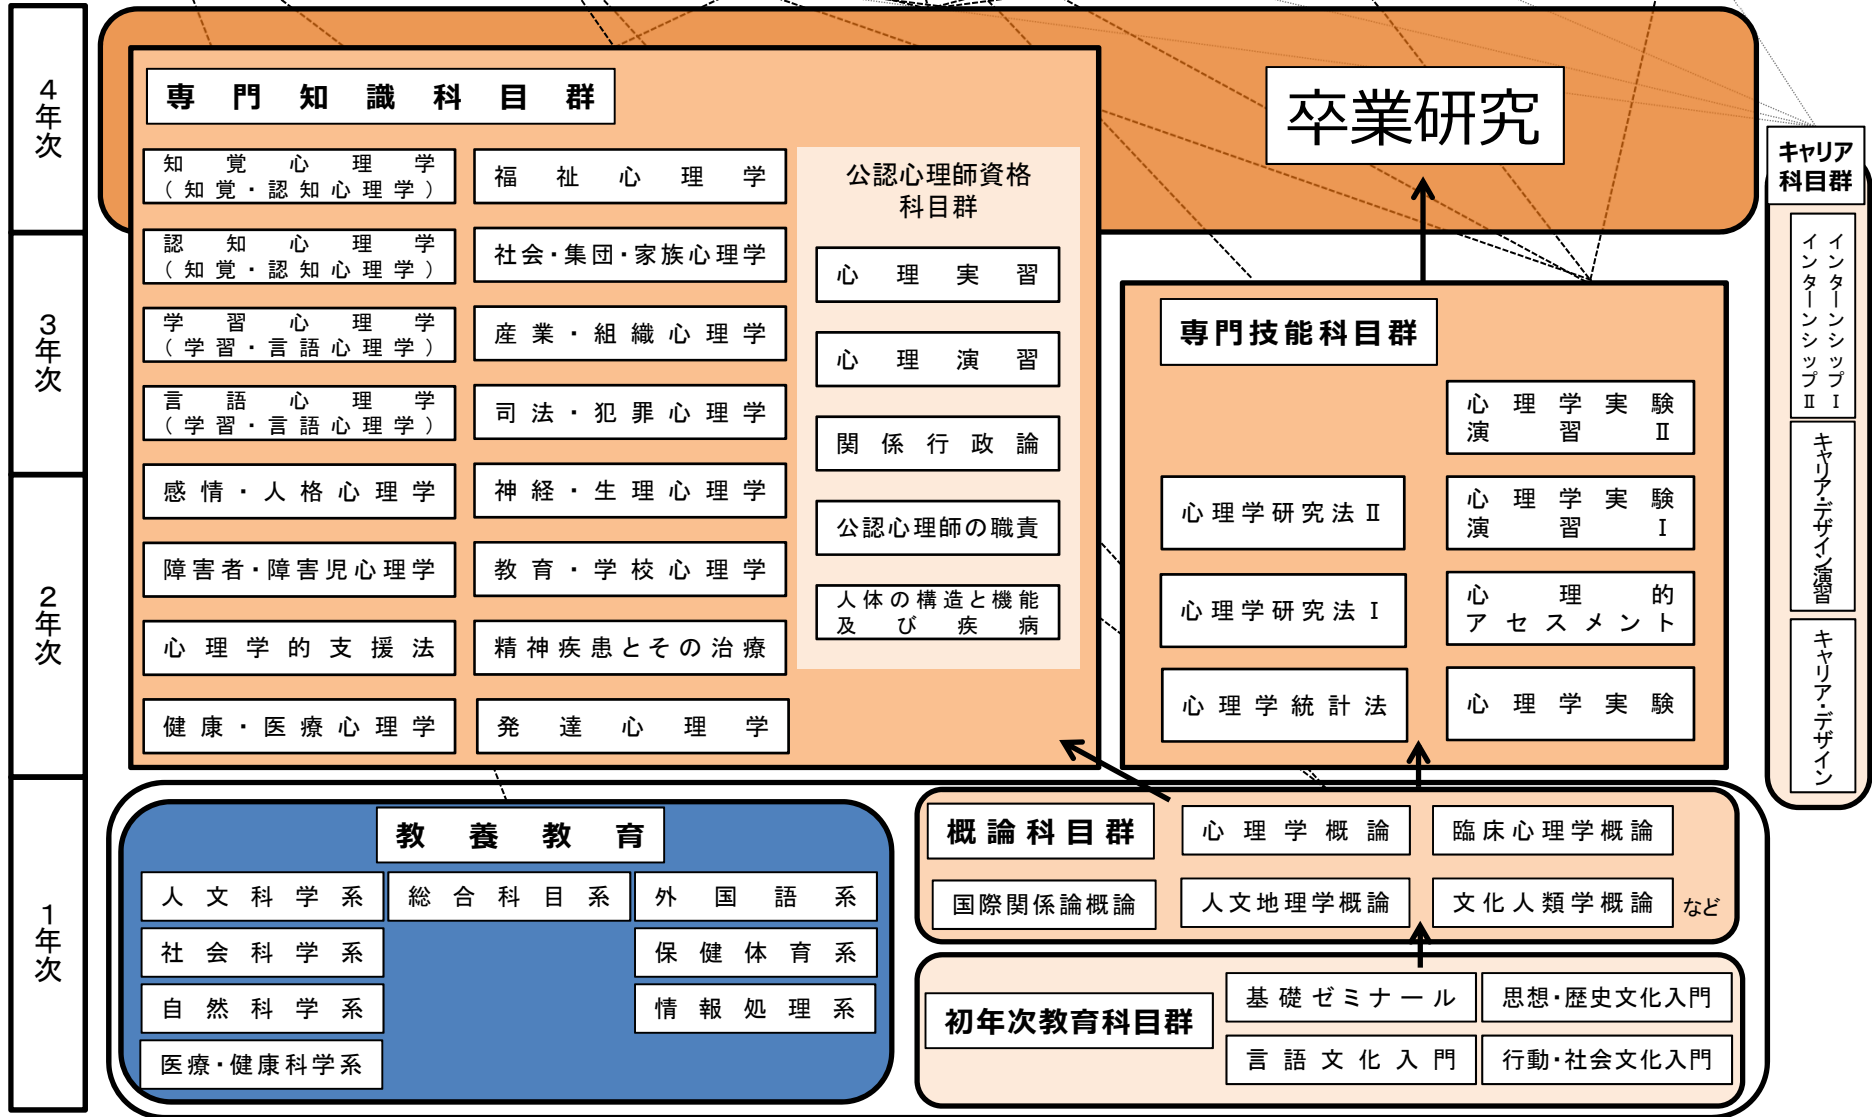 4年次
3年次
2年次
1年次
専門知識科目群
知覚心理学
(知覚・認知心理学)
認知心理学
(知覚・認知心理学)
学習心理学
(学習・言語心理学)
言語心理学
(学習・言語心理学)
感情・人格心理学
障害者・障害児心理学
心理学的支援法
健康・医療心理学
福祉心理学
社会・集団・家族心理学
産業・組織心理学
司法・犯罪心理学
神経・生理心理学
教育・学校心理学
精神疾患とその治療
発達心理学
公認心理師資格
科目群
心理実習
心理演習
関係行政論
公認心理師の職責
人体の構造と機能
及び疾病
卒業研究
専門技能科目群
心理学研究法Ⅱ
心理学研究法Ⅰ
心理学統計法
心理学実験
演習Ⅱ
心理学実験
演習Ⅰ
心理的
アセスメント
心理学実験
キャリア
科目群
インターンシップⅠ
インターンシップⅡ
キャリア・デザイン演習
キャリア・デザイン
教養教育
人文科学系
社会科学系
自然科学系
医療・健康科学系
総合科目系
外国語系
保健体育系
情報処理系
概論科目群
心理学概論
臨床心理学概論
国際関係論概論
人文地理学概論
文化人類学概論
など
初年次教育科目群
基礎ゼミナール
思想・歴史文化入門
言語文化入門
行動・社会文化入門